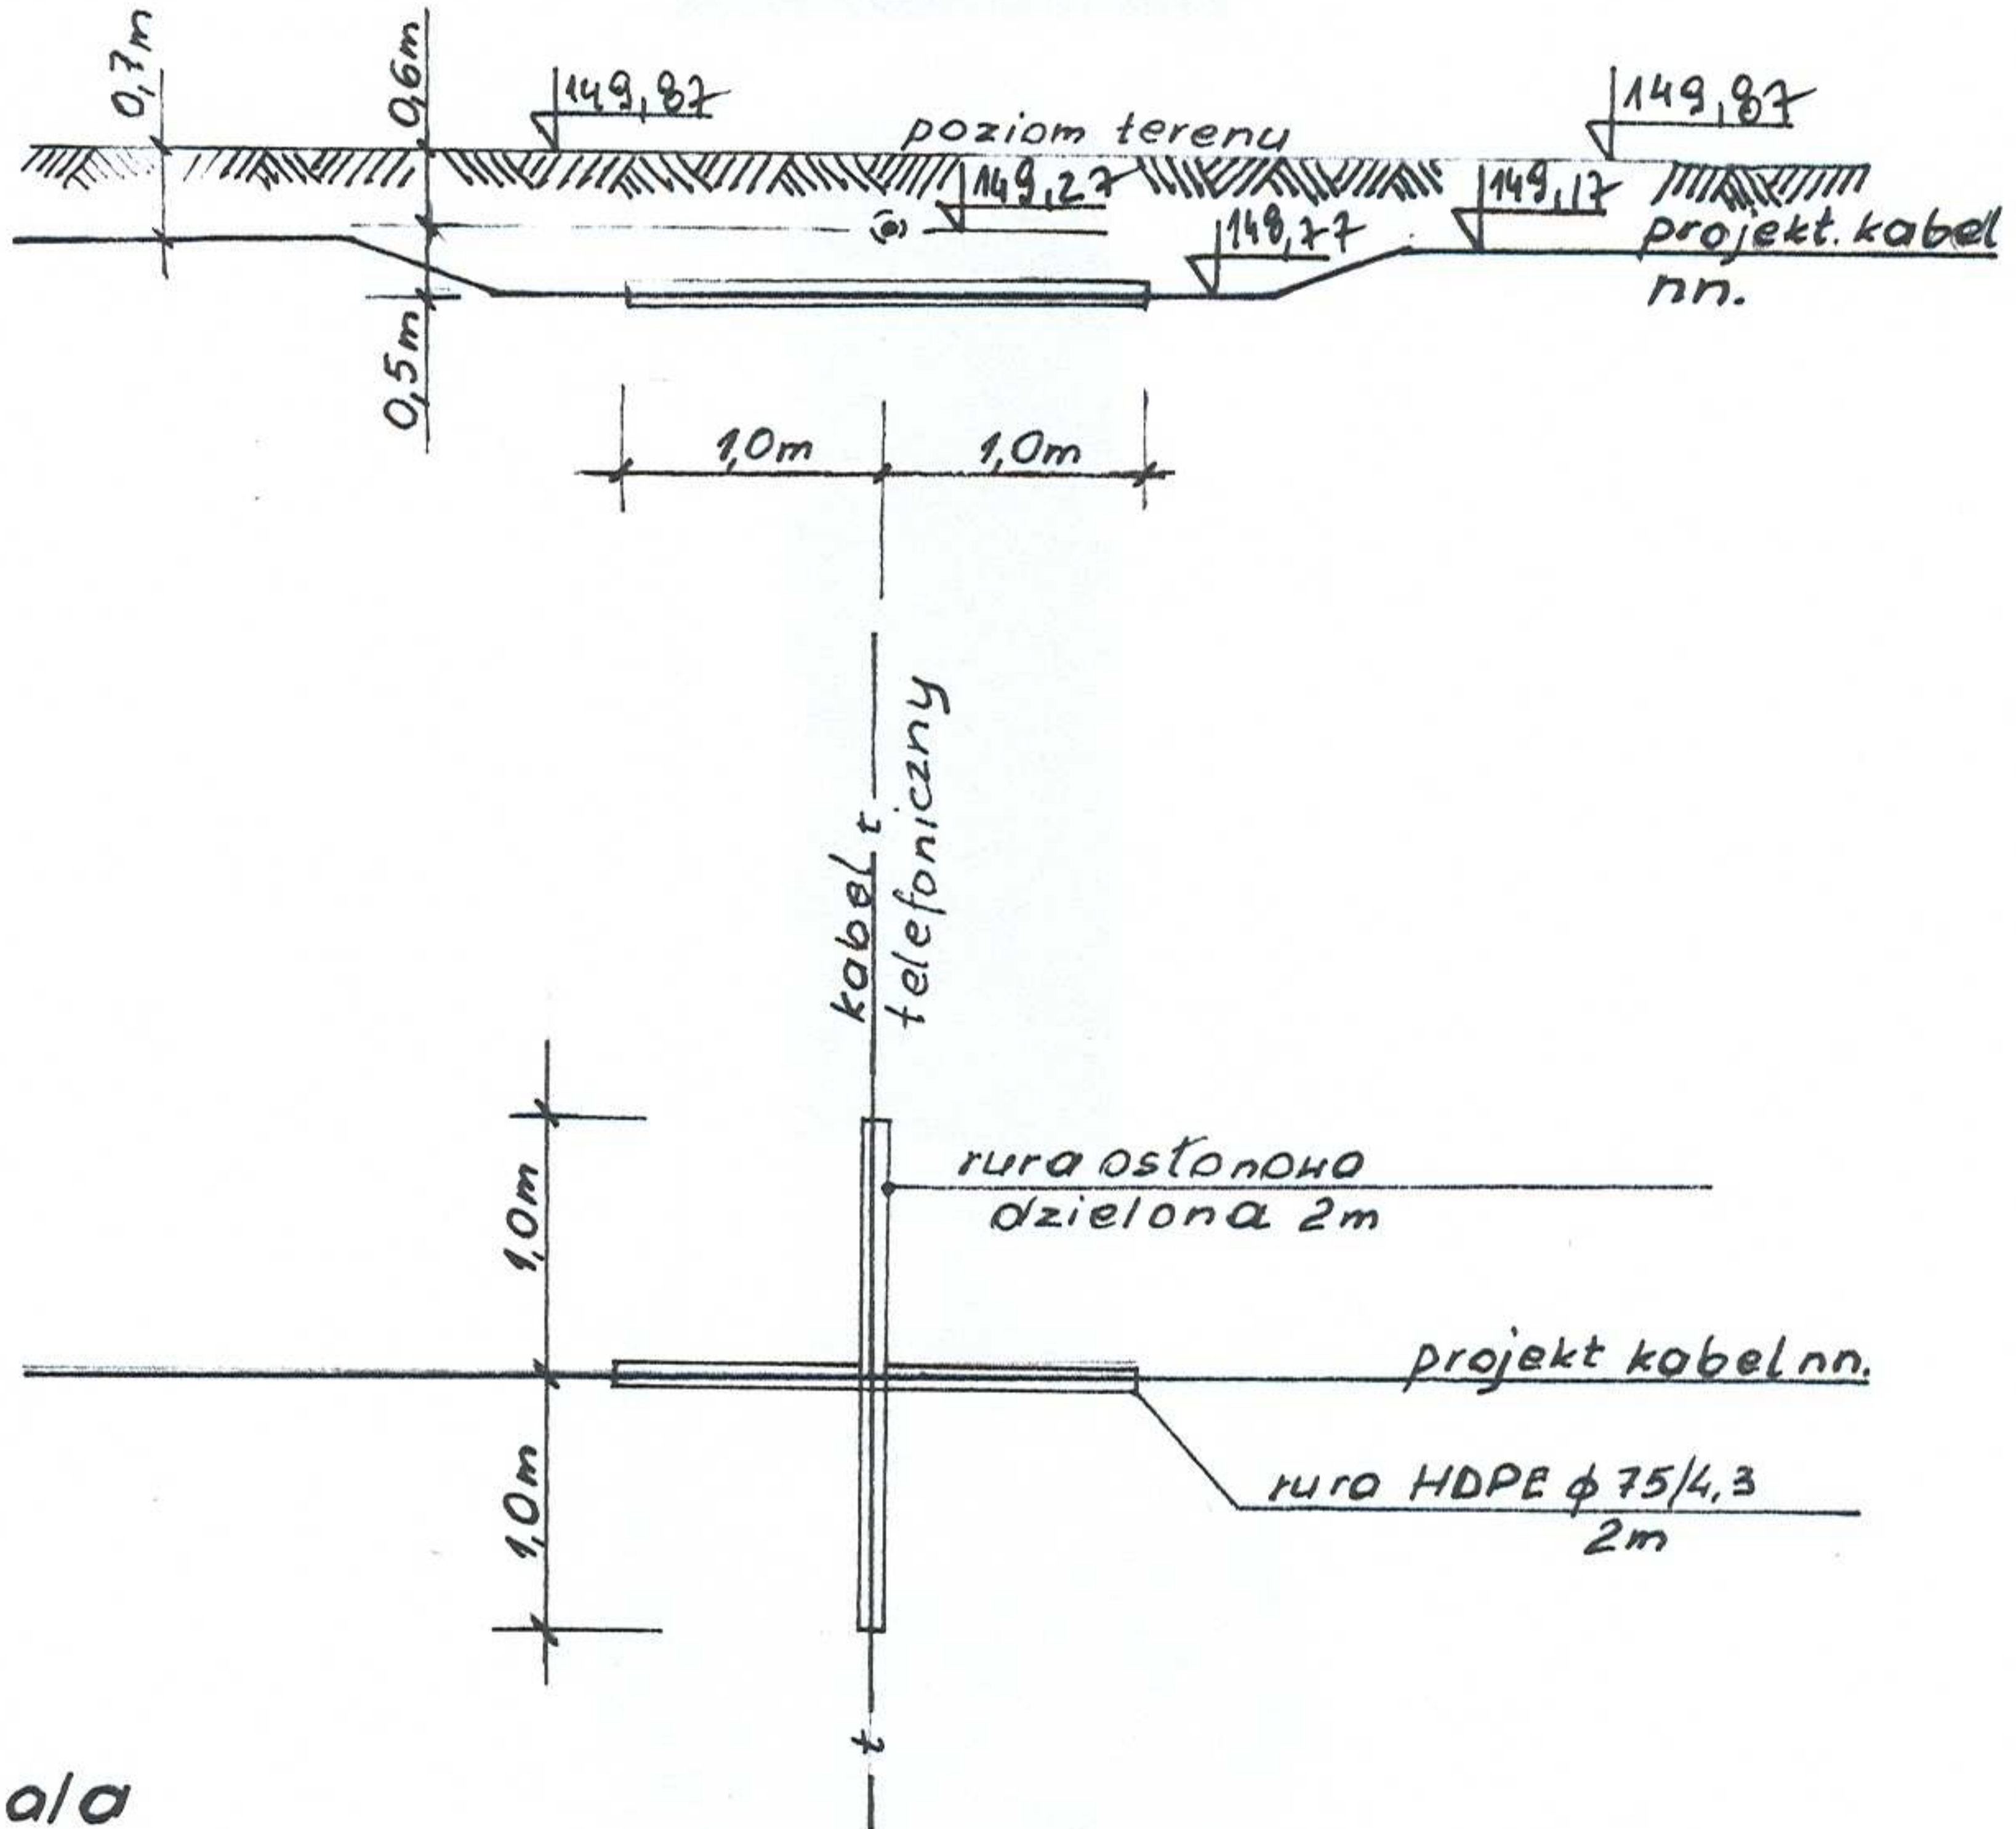 0,7m
0,6m
149,87
149,87
poziom terenu
149,27
149,17
148,77
projekt. kabel
nn.
0,5m
1,0m
1,0m
kabel t
telefoniczny
1,0m
rura osłonowa
dzielona 2m
projekt kabel nn.
1,0m
rura HDPE ϕ 75/4,3
2m
t
a/a